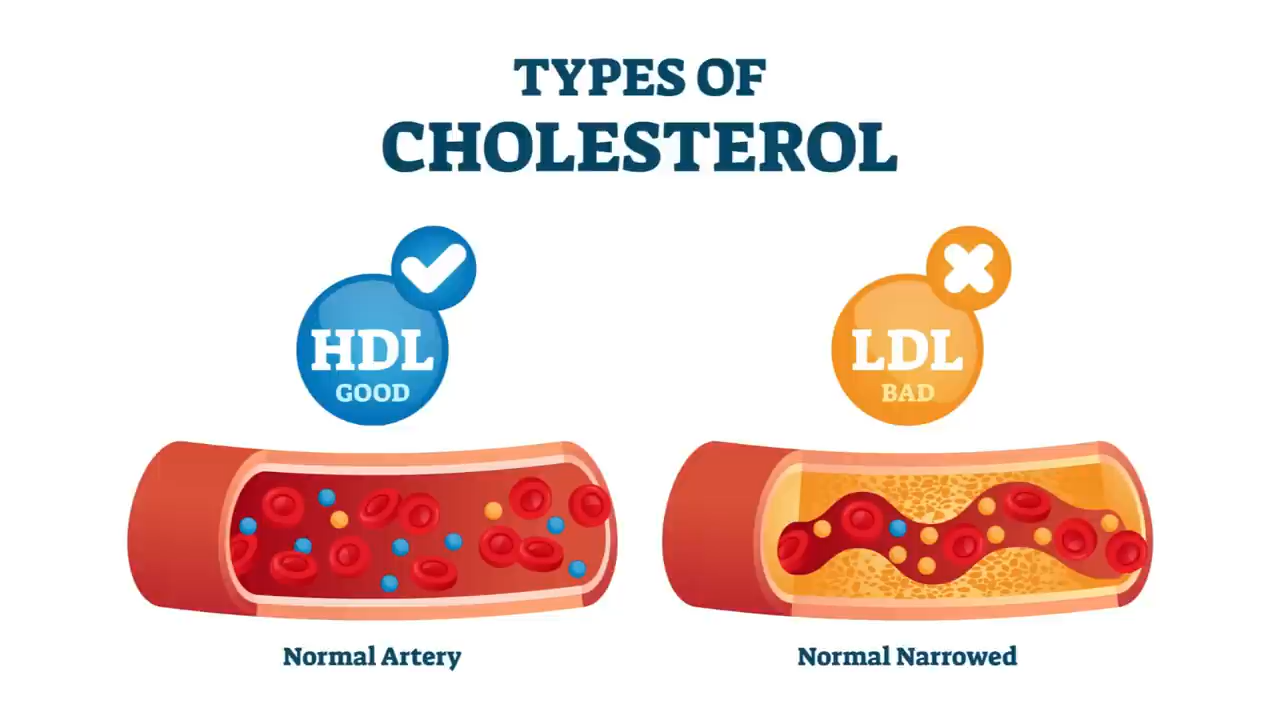 TYPES OF
CHOLESTEROL
HDL
GOOD
LDL
BAD
Normal Artery
Normal Narrowed